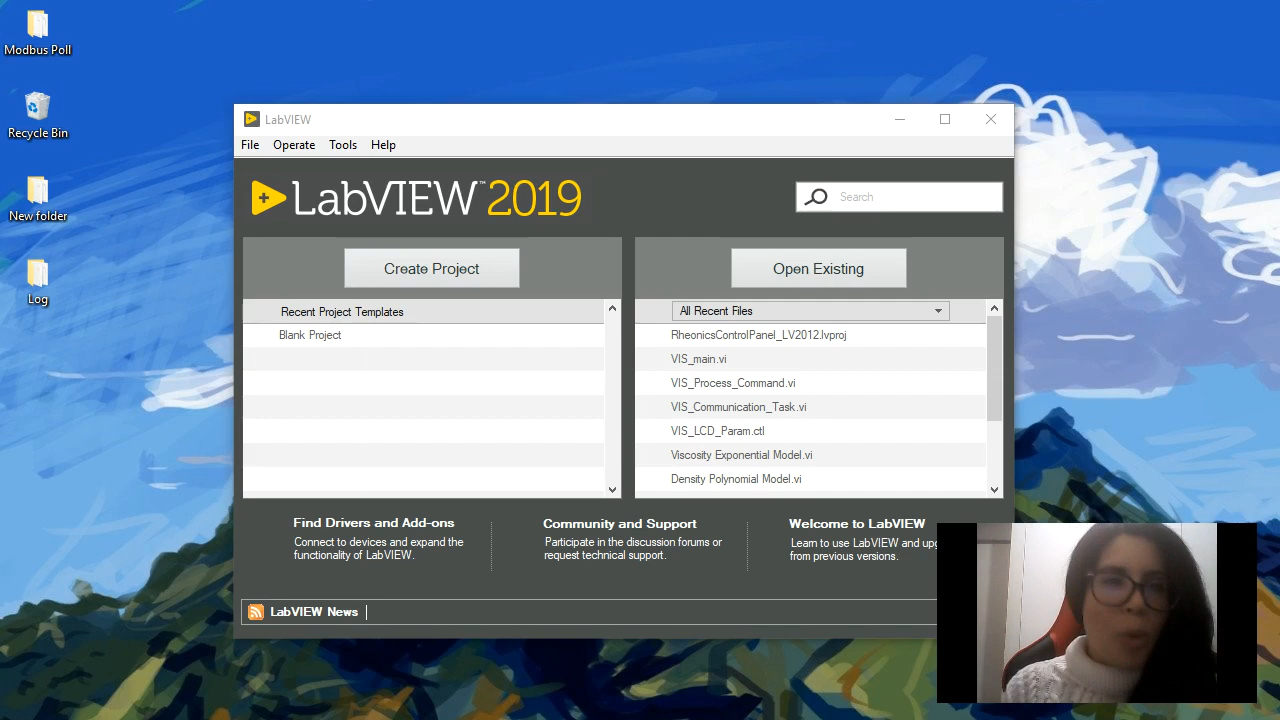 Modbus Poll
Recycle Bin
New folder
Log
LabVIEW
File Operate Tools Help
LabVIEW™ 2019
Search
Create Project
Open Existing
Recent Project Templates
Blank Project
All Recent Files
RheonicsControlPanel_LV2012.lvproj
VIS_main.vi
VIS_Process_Command.vi
VIS_Communication_Task.vi
VIS_LCD_Param.ctl
Viscosity Exponential Model.vi
Density Polynomial Model.vi
Find Drivers and Add-ons
Connect to devices and expand the
functionality of LabVIEW.
Community and Support
Participate in the discussion forums or
request technical support.
Welcome to LabVIEW
Learn to use LabVIEW and upg
from previous versions.
LabVIEW News